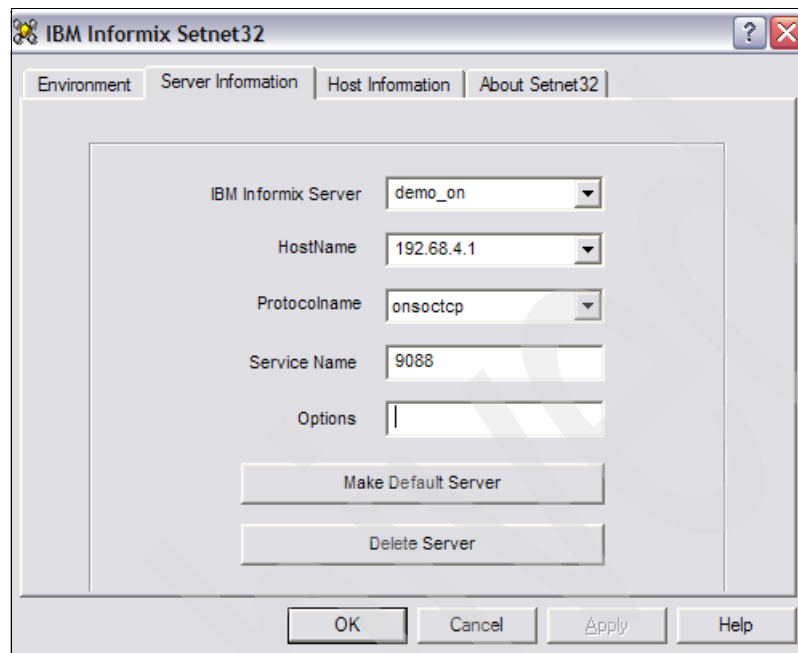 IBM Informix Setnet32
Environment Server Information Host Information About Setnet32
IBM Informix Server demo_on
HostName 192.68.4.1
Protocolname onsoctcp
Service Name 9088
Options
Make Default Server
Delete Server
OK Cancel Apply Help